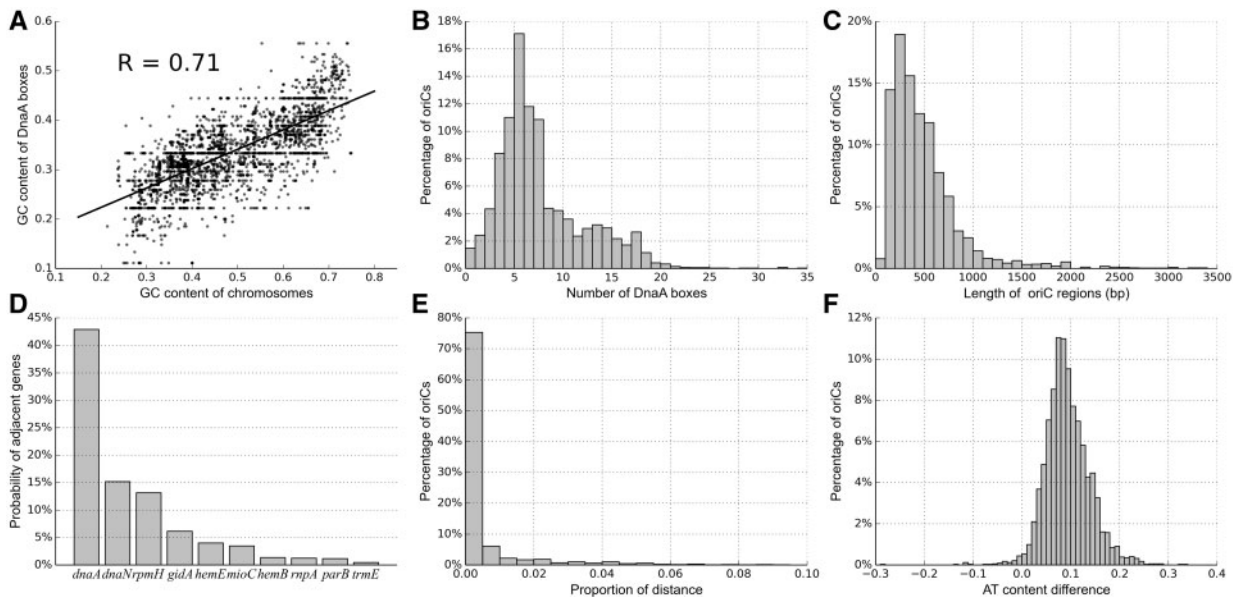 A
R = 0.71
GC content of DnaA boxes
0.6
0.5
0.4
0.3
0.2
0.1
0.1 0.2 0.3 0.4 0.5 0.6 0.7 0.8
GC content of chromosomes
B
Percentage of oriCs
18%
16%
14%
12%
10%
8%
6%
4%
2%
0%
0 5 10 15 20 25 30 35
Number of DnaA boxes
C
Percentage of oriCs
20%
15%
10%
5%
0%
0 500 1000 1500 2000 2500 3000 3500
Length of oriC regions (bp)
D
Probability of adjacent genes
45%
40%
35%
30%
25%
20%
15%
10%
5%
0%
dnaA dnaN rpmH gidA hemE mioC hemB rnpA parB trmE
E
Percentage of oriCs
80%
70%
60%
50%
40%
30%
20%
10%
0%
0.00 0.02 0.04 0.06 0.08 0.10
Proportion of distance
F
Percentage of oriCs
12%
10%
8%
6%
4%
2%
0%
−0.3 −0.2 −0.1 0.0 0.1 0.2 0.3 0.4
AT content difference